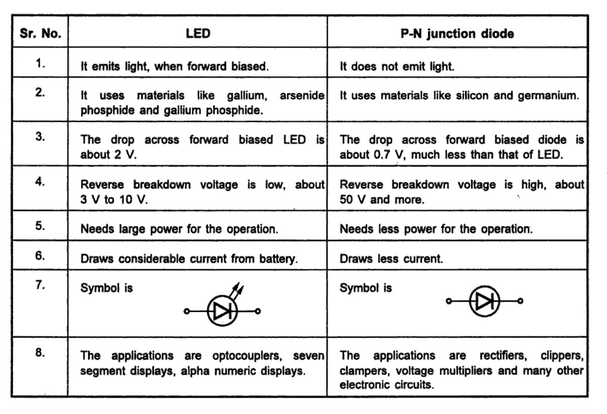 Sr. No. LED P-N junction diode
1. It emits light, when forward biased. It does not emit light.
2. It uses materials like gallium, arsenide It uses materials like silicon and germanium.
phosphide and gallium phosphide.
3. The drop across forward biased LED is The drop across forward biased diode is
about 2 V. about 0.7 V, much less than that of LED.
4. Reverse breakdown voltage is low, about Reverse breakdown voltage is high, about
3 V to 10 V. 50 V and more.
5. Needs large power for the operation. Needs less power for the operation.
6. Draws considerable current from battery. Draws less current.
7. Symbol is Symbol is
8. The applications are optocouplers, seven The applications are rectifiers, clippers,
segment displays, alpha numeric displays. clampers, voltage multipliers and many other
electronic circuits.